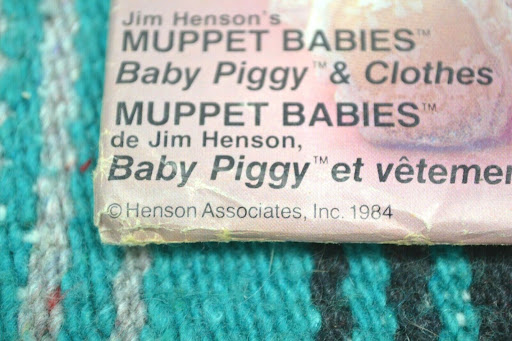 Jim Henson's
MUPPET BABIES™
Baby Piggy™ & Clothes
MUPPET BABIES™
de Jim Henson,
Baby Piggy™ et vêtemen
© Henson Associates, Inc. 1984